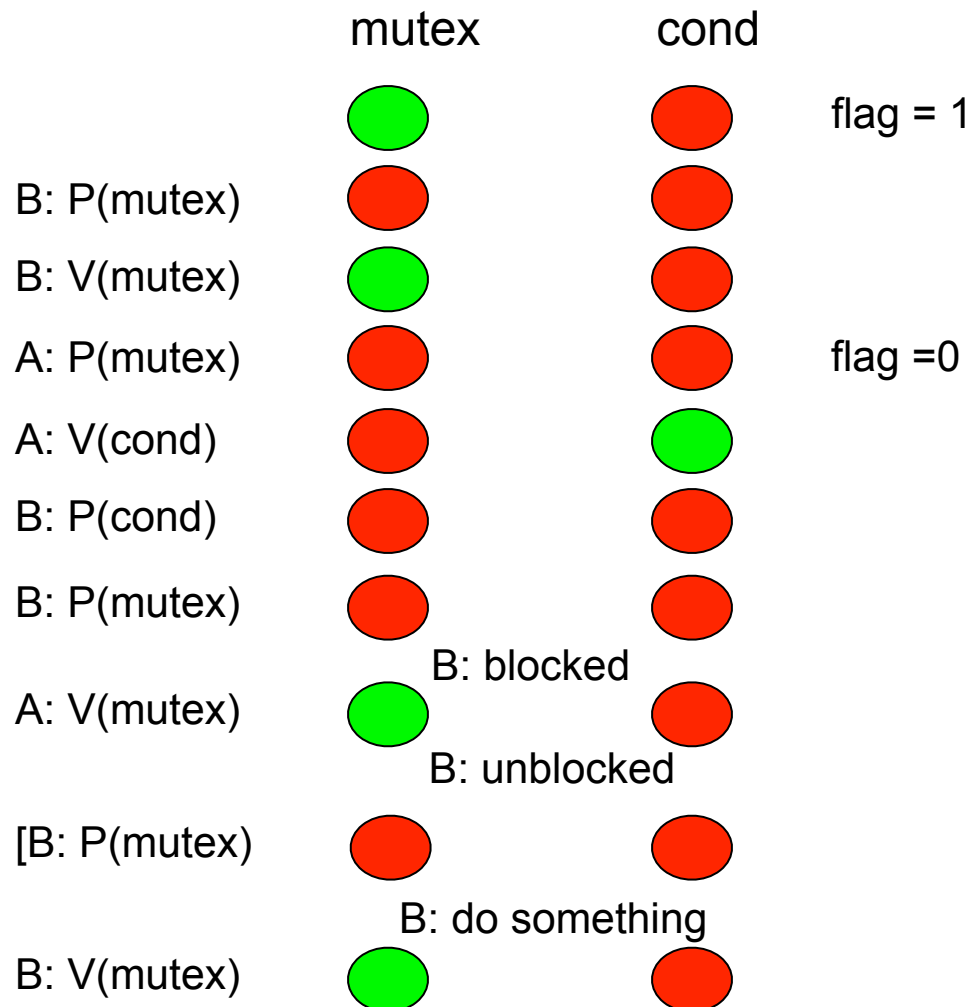 mutex cond
flag = 1
B: P(mutex)
B: V(mutex)
A: P(mutex) flag =0
A: V(cond)
B: P(cond)
B: P(mutex)
B: blocked
A: V(mutex)
B: unblocked
[B: P(mutex)
B: do something
B: V(mutex)